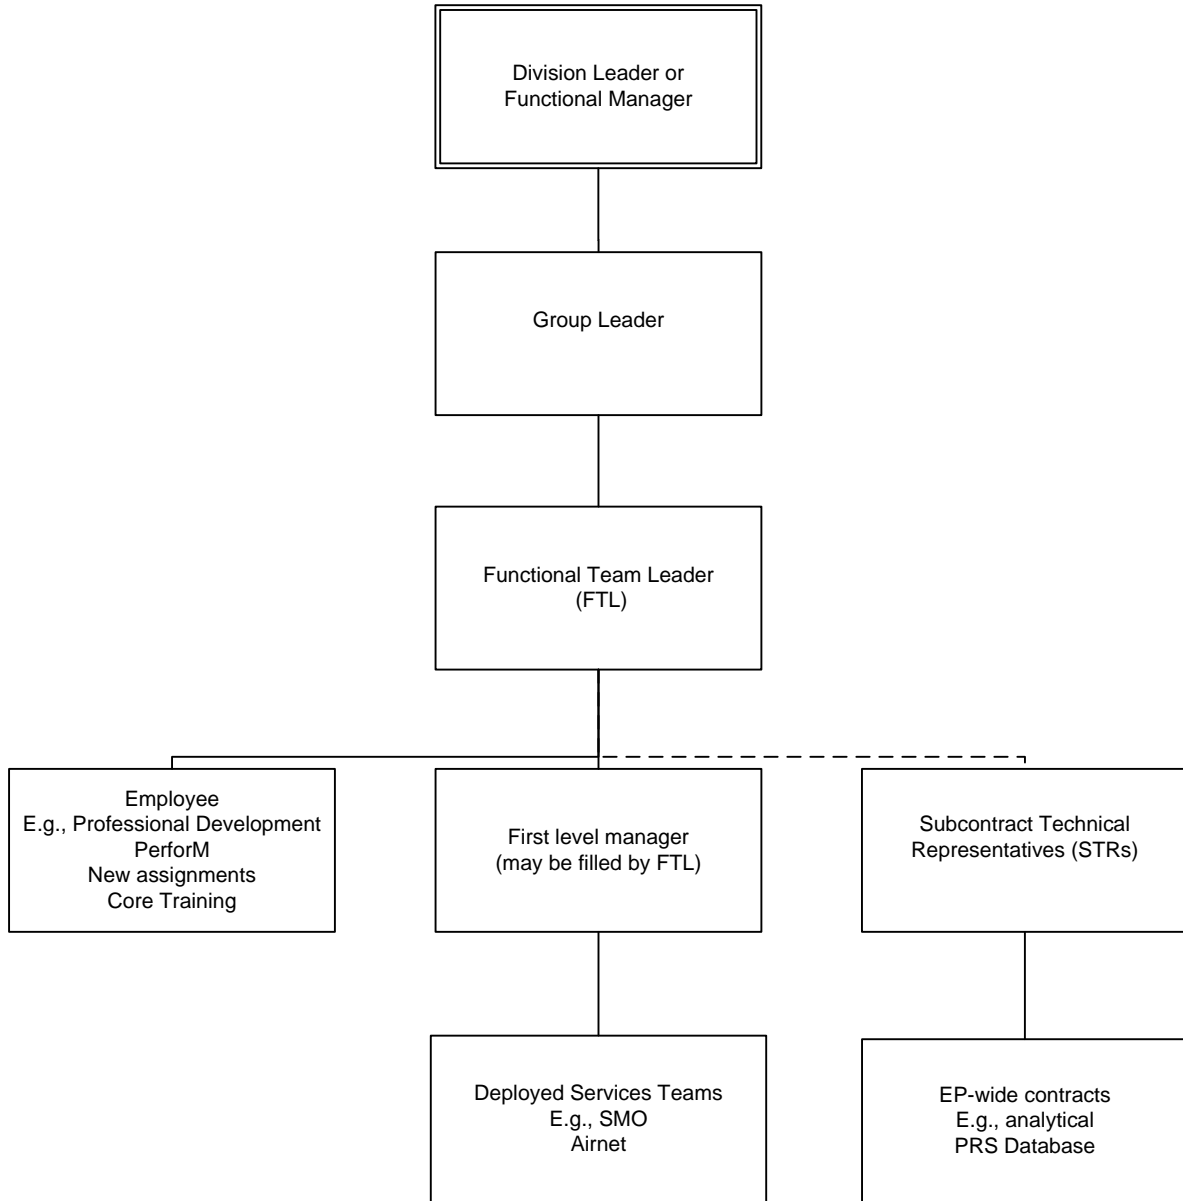 Division Leader or
Functional Manager
Group Leader
Functional Team Leader
(FTL)
Employee
E.g., Professional Development
PerforM
New assignments
Core Training
First level manager
(may be filled by FTL)
Subcontract Technical
Representatives (STRs)
Deployed Services Teams
E.g., SMO
Airnet
EP-wide contracts
E.g., analytical
PRS Database